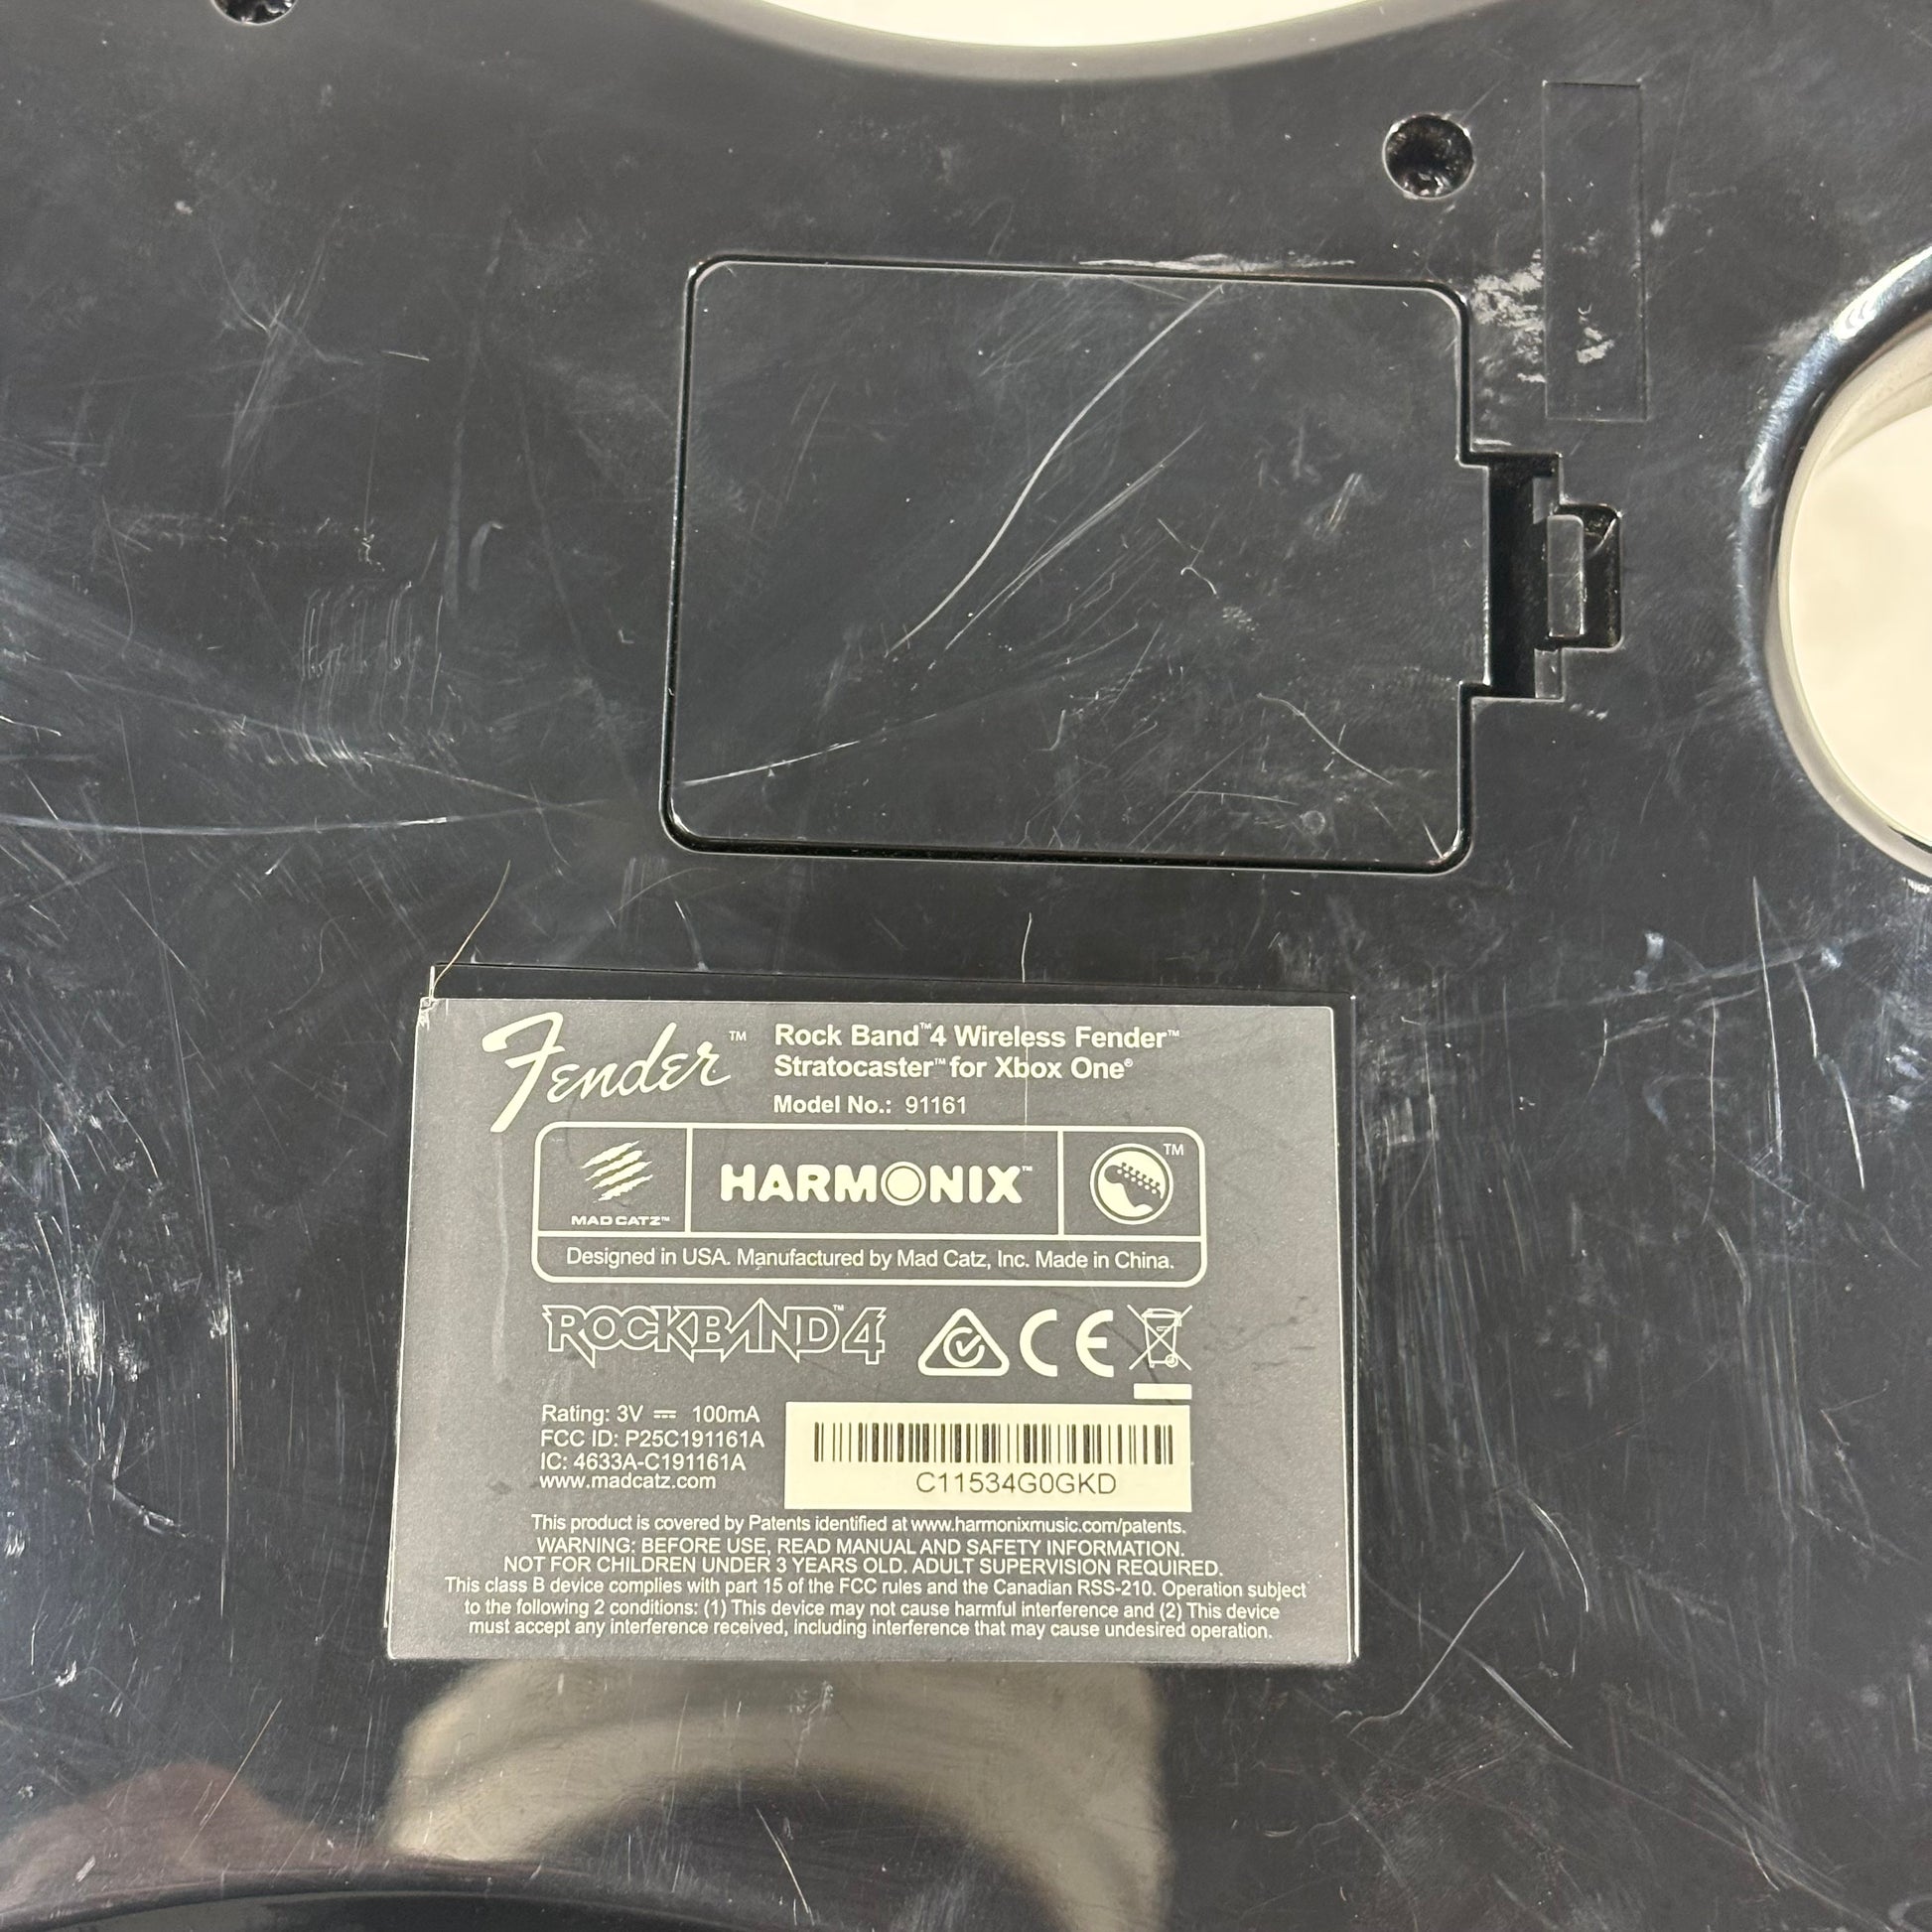 Fender™
Rock Band™4 Wireless Fender™
Stratocaster™ for Xbox One®
Model No.: 91161
MAD CATZ™
HARMONIX™
TM
Designed in USA. Manufactured by Mad Catz, Inc. Made in China.
ROCKBAND™4
CE
Rating: 3V ⎓ 100mA
FCC ID: P25C191161A
IC: 4633A-C191161A
www.madcatz.com
C11534G0GKD
This product is covered by Patents identified at www.harmonixmusic.com/patents.
WARNING: BEFORE USE, READ MANUAL AND SAFETY INFORMATION.
NOT FOR CHILDREN UNDER 3 YEARS OLD. ADULT SUPERVISION REQUIRED.
This class B device complies with part 15 of the FCC rules and the Canadian RSS-210. Operation subject
to the following 2 conditions: (1) This device may not cause harmful interference and (2) This device
must accept any interference received, including interference that may cause undesired operation.